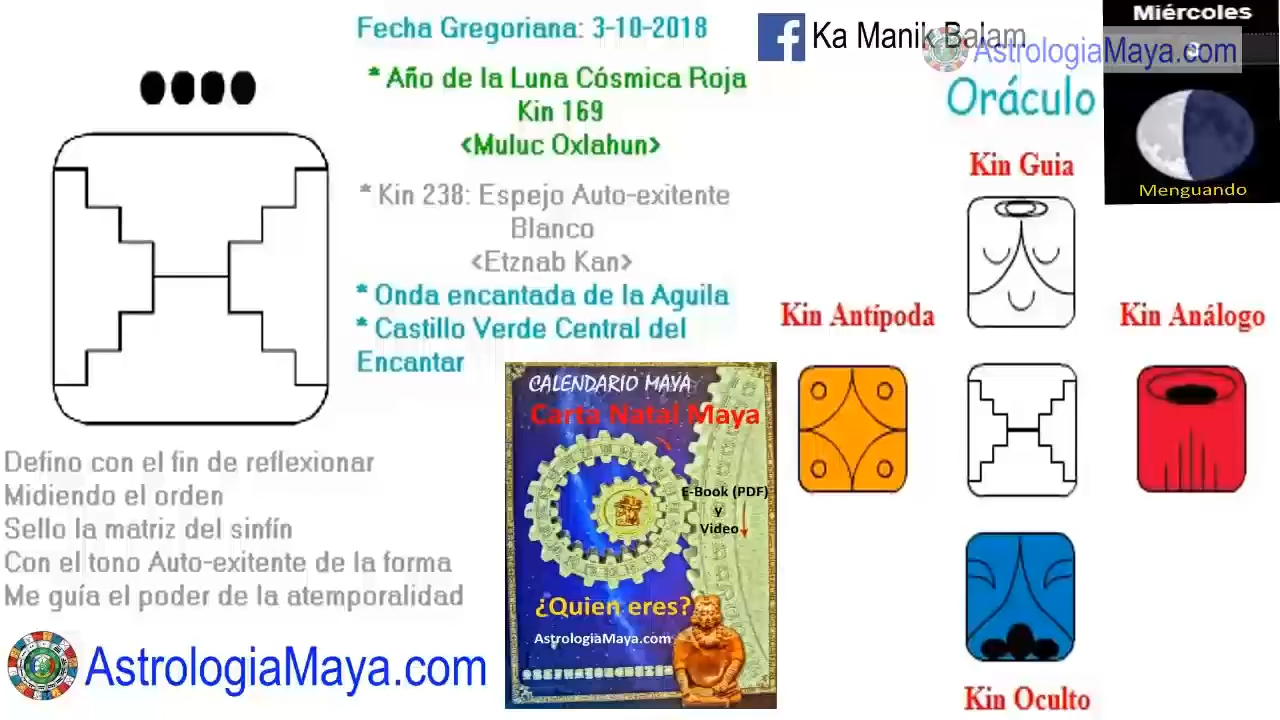 Fecha Gregoriana: 3-10-2018
* Año de la Luna Cósmica Roja
Kin 169
<Muluc Oxlahun>
* Kin 238: Espejo Auto-exitente
Blanco
<Etznab Kan>
* Onda encantada de la Aguila
* Castillo Verde Central del
Encantar
Defino con el fin de reflexionar
Midiendo el orden
Sello la matriz del sinfín
Con el tono Auto-exitente de la forma
Me guía el poder de la atemporalidad
AstrologiaMaya.com
CALENDARIO MAYA
Carta Natal Maya
E-Book (PDF)
y
Video
¿Quien eres?
AstrologiaMaya.com
Ka Manik Balam
AstrologiaMaya.com
Miércoles
3
Menguando
Oráculo
Kin Guia
Kin Antípoda
Kin Análogo
Kin Oculto